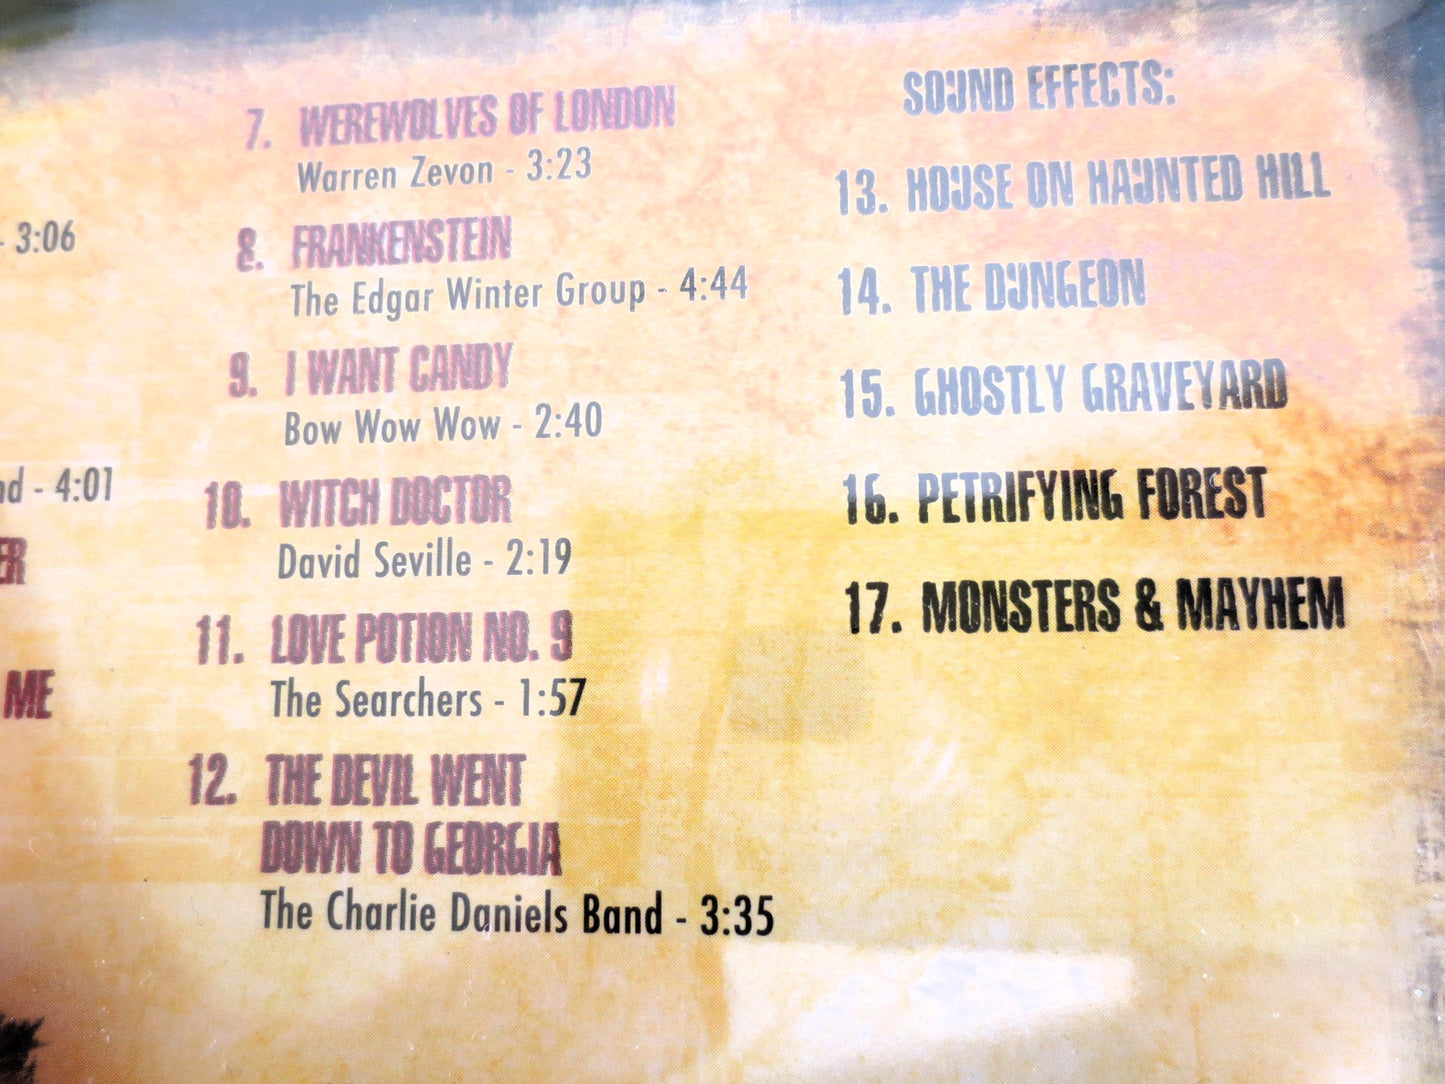 - 3:06
- 4:01
ME
7. WEREWOLVES OF LONDON
Warren Zevon - 3:23
8. FRANKENSTEIN
The Edgar Winter Group - 4:44
9. I WANT CANDY
Bow Wow Wow - 2:40
10. WITCH DOCTOR
David Seville - 2:19
11. LOVE POTION NO. 9
The Searchers - 1:57
12. THE DEVIL WENT
DOWN TO GEORGIA
The Charlie Daniels Band - 3:35
SOUND EFFECTS:
13. HOUSE ON HAUNTED HILL
14. THE DUNGEON
15. GHOSTLY GRAVEYARD
16. PETRIFYING FOREST
17. MONSTERS & MAYHEM